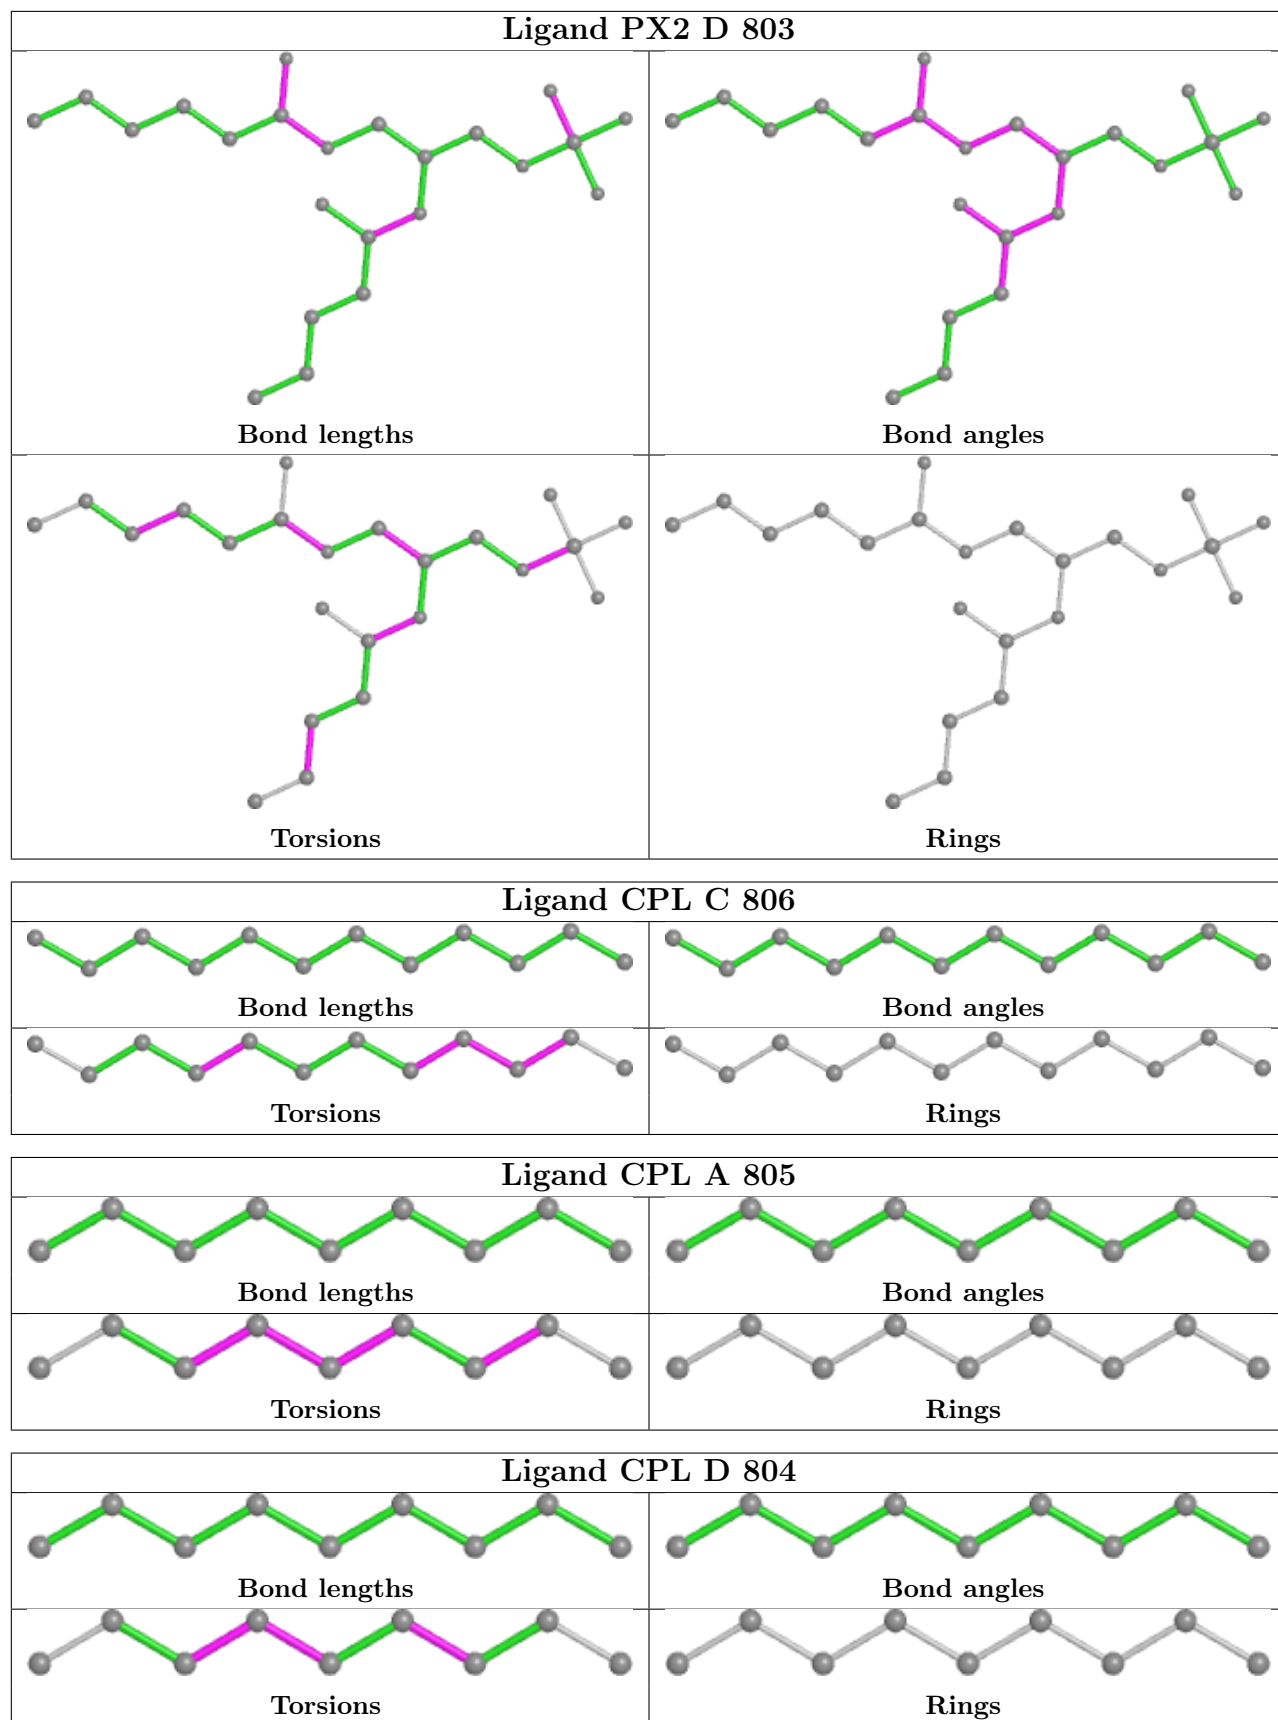 Ligand PX2 D 803
Bond lengths
Bond angles
Torsions
Rings
Ligand CPL C 806
Bond lengths
Bond angles
Torsions
Rings
Ligand CPL A 805
Bond lengths
Bond angles
Torsions
Rings
Ligand CPL D 804
Bond lengths
Bond angles
Torsions
Rings